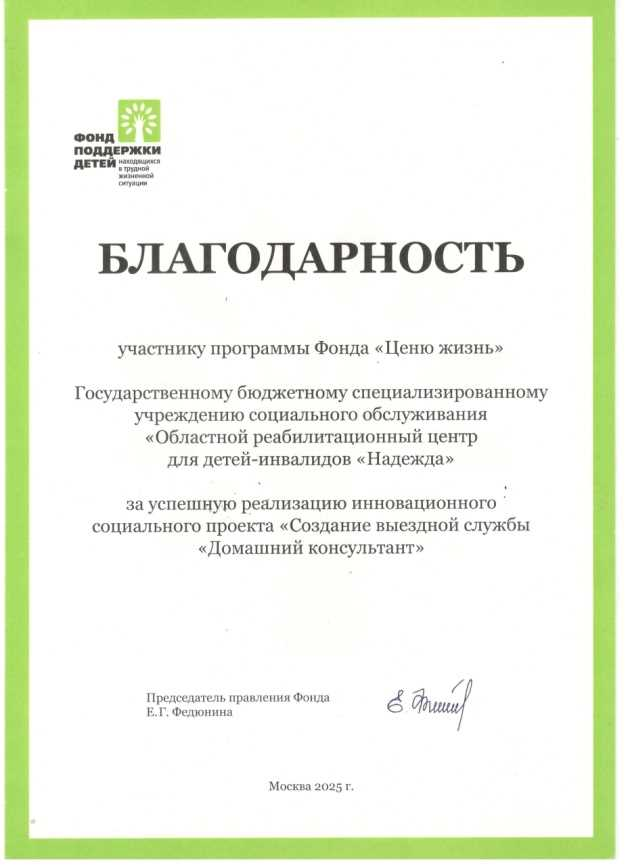 ФОНД
ПОДДЕРЖКИ
ДЕТЕЙ
находящихся
в трудной
жизненной
ситуации
БЛАГОДАРНОСТЬ
участнику программы Фонда «Ценю жизнь»
Государственному бюджетному специализированному
учреждению социального обслуживания
«Областной реабилитационный центр
для детей-инвалидов «Надежда»
за успешную реализацию инновационного
социального проекта «Создание выездной службы
«Домашний консультант»
Председатель правления Фонда
Е.Г. Федюнина
Москва 2025 г.